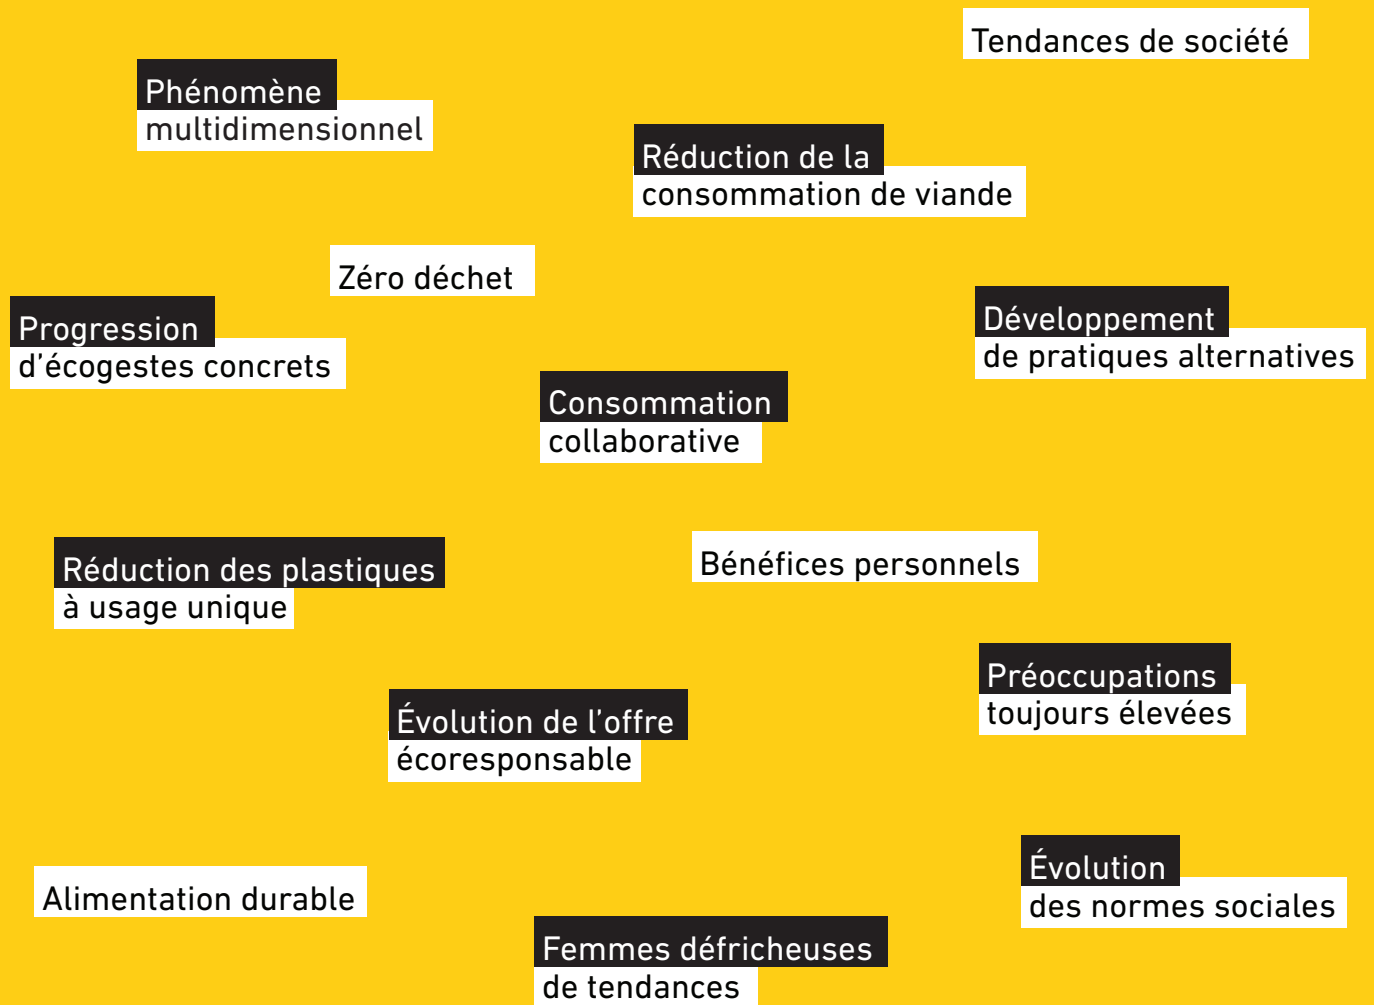 Tendances de société
Phénomène
multidimensionnel
Réduction de la
consommation de viande
Zéro déchet
Progression
d'écogestes concrets
Développement
de pratiques alternatives
Consommation
collaborative
Réduction des plastiques
à usage unique
Bénéfices personnels
Préoccupations
toujours élevées
Évolution de l'offre
écoresponsable
Alimentation durable
Évolution
des normes sociales
Femmes défricheuses
de tendances